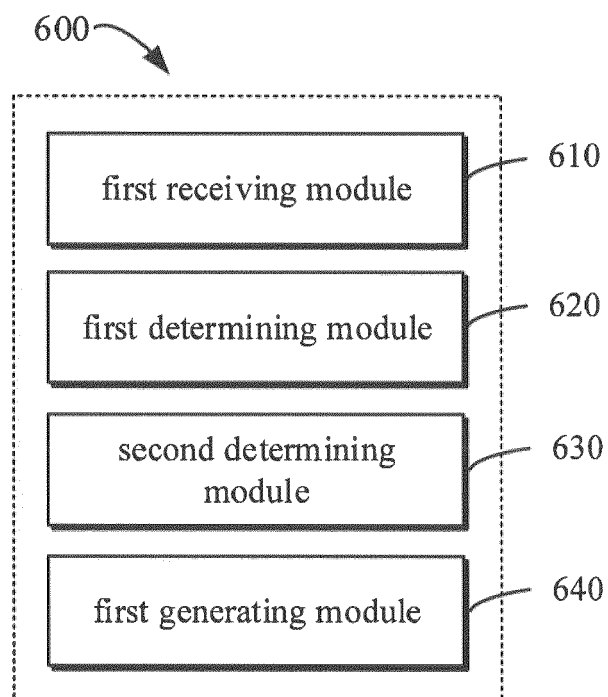 600
first receiving module
610
first determining module
620
second determining
module
630
first generating module
640